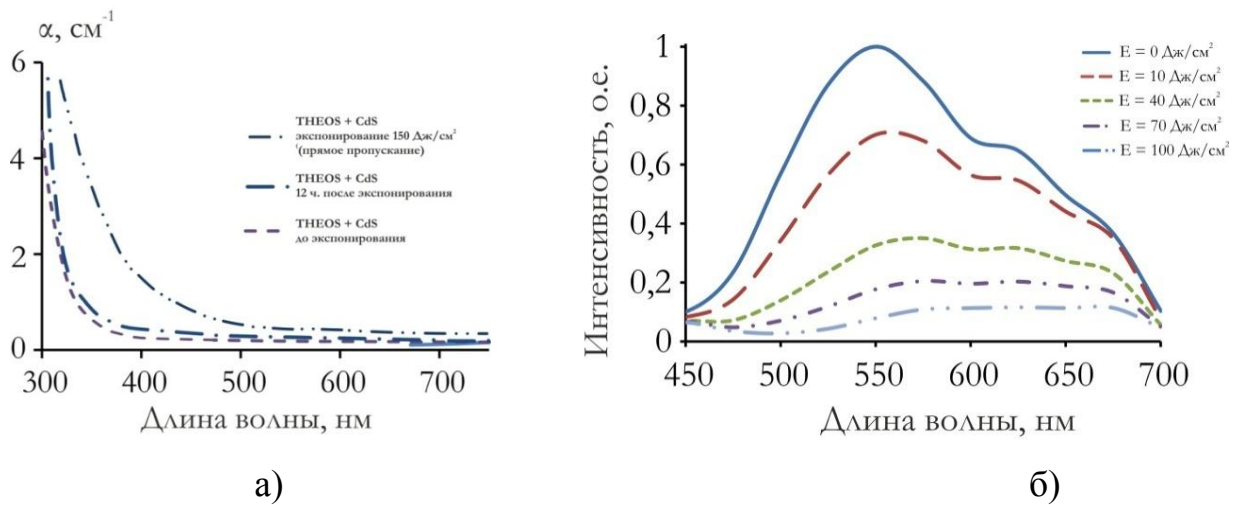 α, см⁻¹
6
4
2
0
300 400 500 600 700
Длина волны, нм
THEOS + CdS
экспонирование 150 Дж/см²
(прямое пропускание)
THEOS + CdS
12 ч. после экспонирования
THEOS + CdS
до экспонирования
а)
Интенсивность, о.е.
1
0,8
0,6
0,4
0,2
0
450 500 550 600 650 700
Длина волны, нм
E = 0 Дж/см²
E = 10 Дж/см²
E = 40 Дж/см²
E = 70 Дж/см²
E = 100 Дж/см²
б)